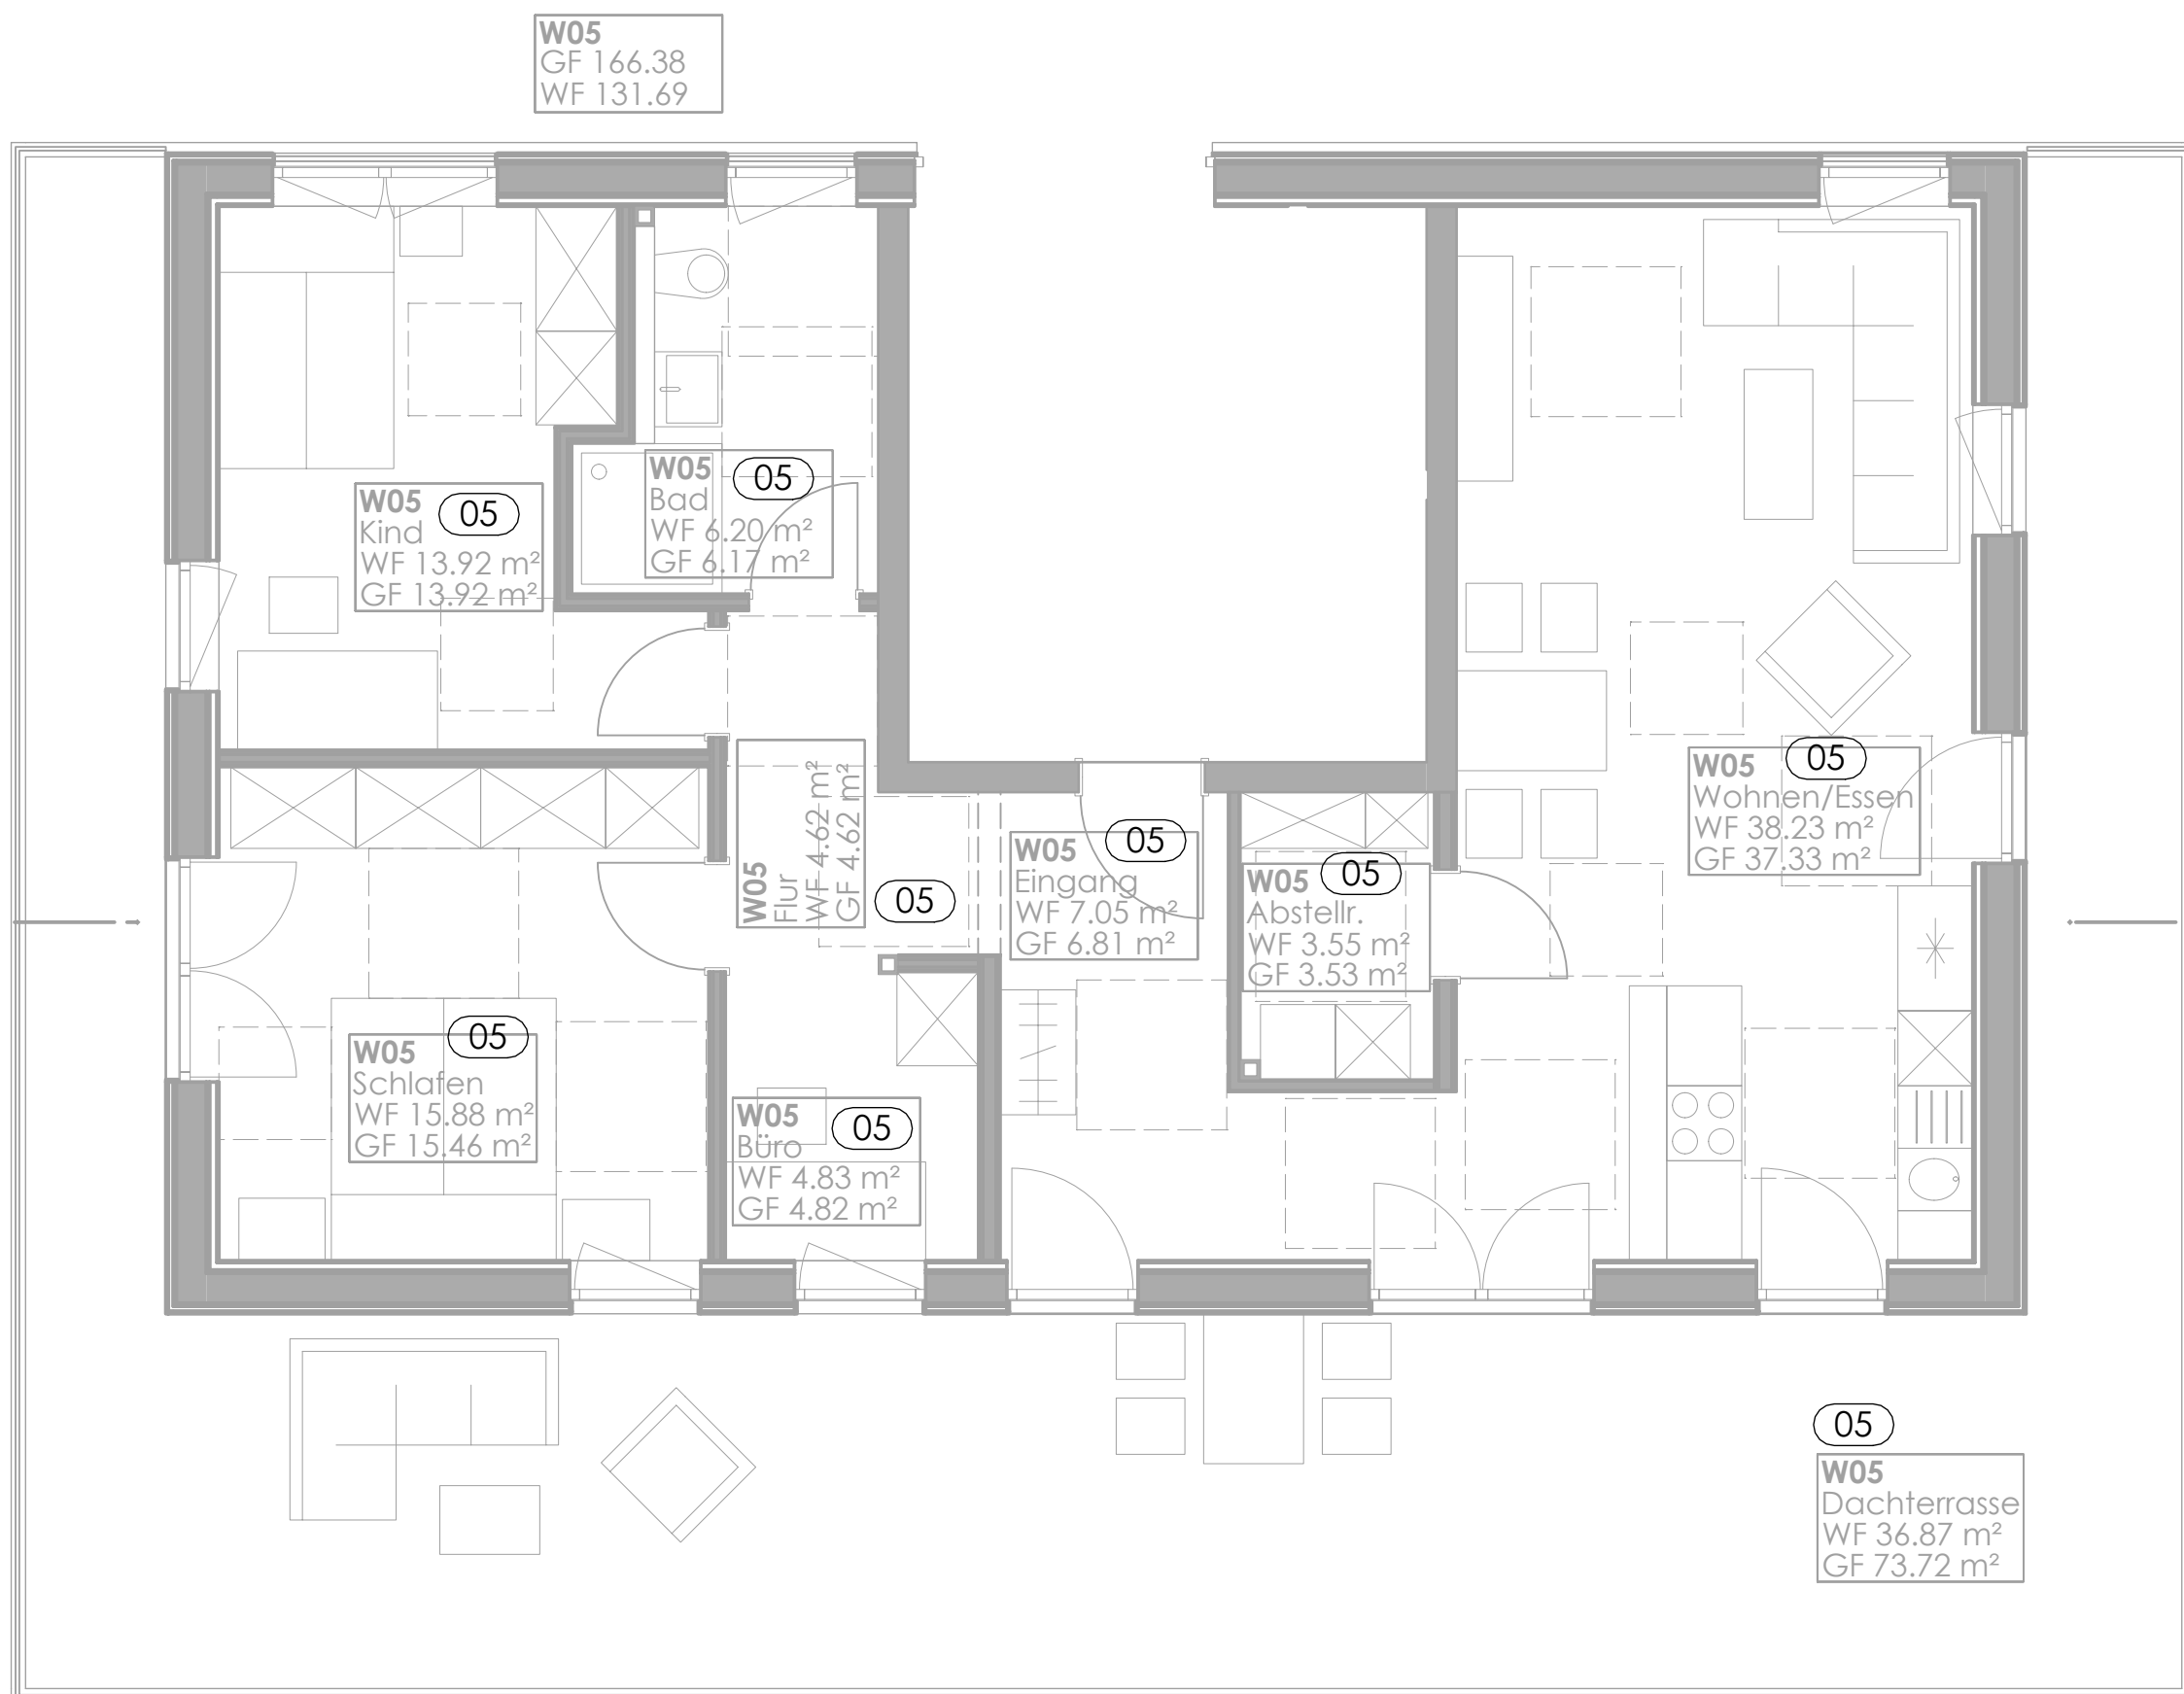 W05
GF 166.38
WF 131.69
W05
05
Kind
WF 13.92 m²
GF 13.92 m²
W05
05
Bad
WF 6.20 m²
GF 6.17 m²
W05
Flur
WF 4.62 m²
GF 4.62 m²
05
W05
05
Eingang
WF 7.05 m²
GF 6.81 m²
W05
05
Abstellr.
WF 3.55 m²
GF 3.53 m²
W05
05
Wohnen/Essen
WF 38.23 m²
GF 37.33 m²
W05
05
Schlafen
WF 15.88 m²
GF 15.46 m²
W05
05
Büro
WF 4.83 m²
GF 4.82 m²
05
W05
Dachterrasse
WF 36.87 m²
GF 73.72 m²